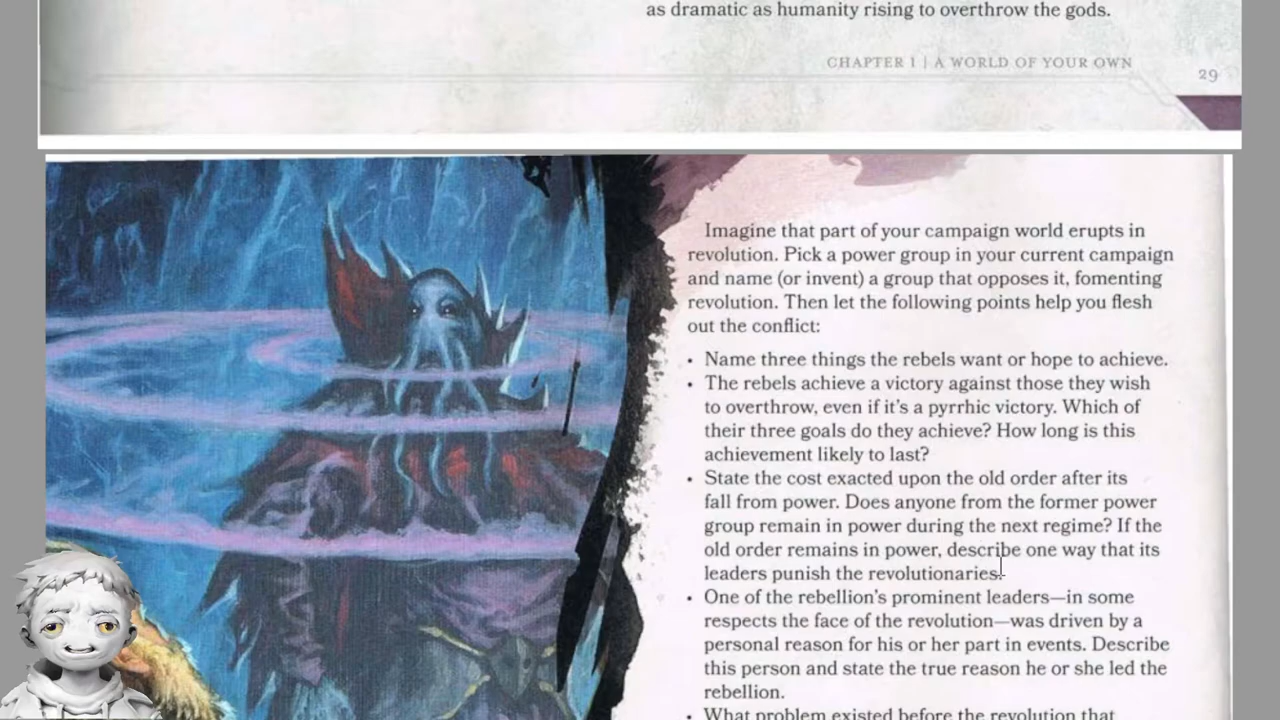 as dramatic as humanity rising to overthrow the gods.
CHAPTER 1 | A WORLD OF YOUR OWN
29
Imagine that part of your campaign world erupts in
revolution. Pick a power group in your current campaign
and name (or invent) a group that opposes it, fomenting
revolution. Then let the following points help you flesh
out the conflict:
• Name three things the rebels want or hope to achieve.
• The rebels achieve a victory against those they wish
to overthrow, even if it's a pyrrhic victory. Which of
their three goals do they achieve? How long is this
achievement likely to last?
• State the cost exacted upon the old order after its
fall from power. Does anyone from the former power
group remain in power during the next regime? If the
old order remains in power, describe one way that its
leaders punish the revolutionaries.
• One of the rebellion's prominent leaders—in some
respects the face of the revolution—was driven by a
personal reason for his or her part in events. Describe
this person and state the true reason he or she led the
rebellion.
• What problem existed before the revolution that